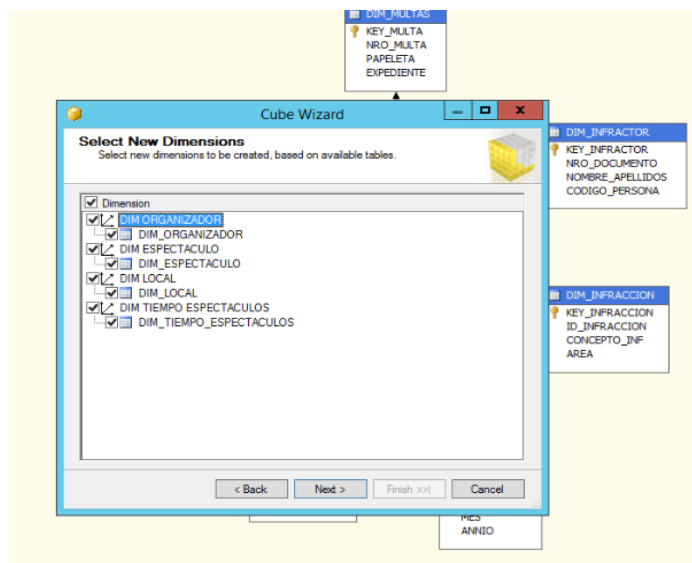 DIM_MULTAS
KEY_MULTA
NRO_MULTA
PAPELETA
EXPEDIENTE
Cube Wizard
Select New Dimensions
Select new dimensions to be created, based on available tables.
Dimension
DIM ORGANIZADOR
DIM_ORGANIZADOR
DIM ESPECTACULO
DIM_ESPECTACULO
DIM LOCAL
DIM_LOCAL
DIM TIEMPO ESPECTACULOS
DIM_TIEMPO_ESPECTACULOS
< Back
Next >
Finish >>|
Cancel
DIM_INFRACTOR
KEY_INFRACTOR
NRO_DOCUMENTO
NOMBRE_APELLIDOS
CODIGO_PERSONA
DIM_INFRACCION
KEY_INFRACCION
ID_INFRACCION
CONCEPTO_INF
AREA
MES
ANNIO